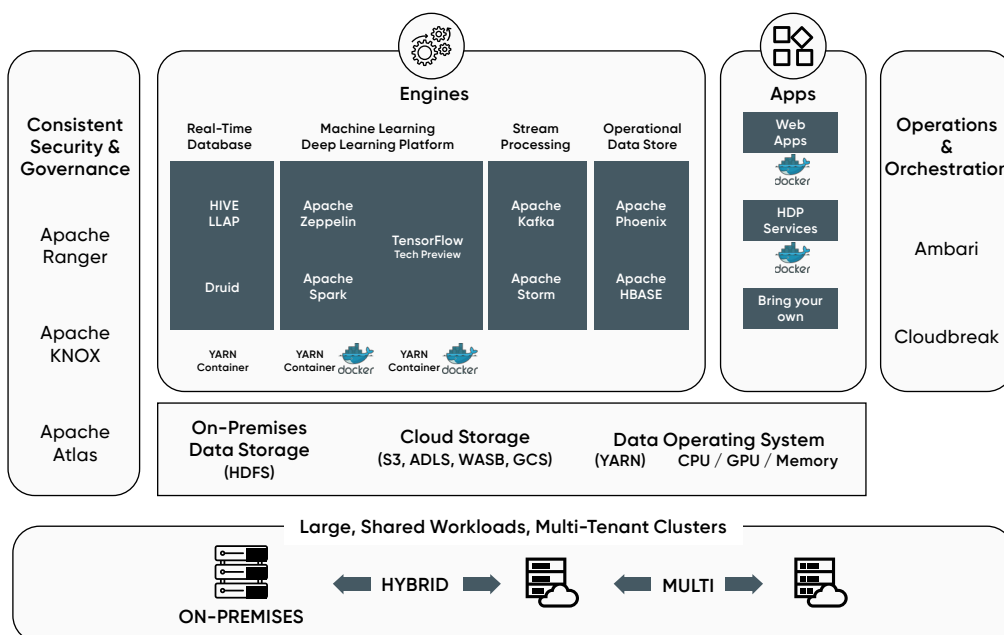 Consistent
Security &
Governance
Apache
Ranger
Apache
KNOX
Apache
Atlas
Engines
Real-Time
Database
HIVE
LLAP
Druid
YARN
Container
Machine Learning
Deep Learning Platform
Apache
Zeppelin
TensorFlow
Tech Preview
Apache
Spark
YARN
Container
docker
YARN
Container
docker
Stream
Processing
Apache
Kafka
Apache
Storm
Operational
Data Store
Apache
Phoenix
Apache
HBASE
Apps
Web
Apps
docker
HDP
Services
docker
Bring your
own
Operations
&
Orchestration
Ambari
Cloudbreak
On-Premises
Data Storage
(HDFS)
Cloud Storage
(S3, ADLS, WASB, GCS)
Data Operating System
(YARN) CPU / GPU / Memory
Large, Shared Workloads, Multi-Tenant Clusters
ON-PREMISES
HYBRID
MULTI